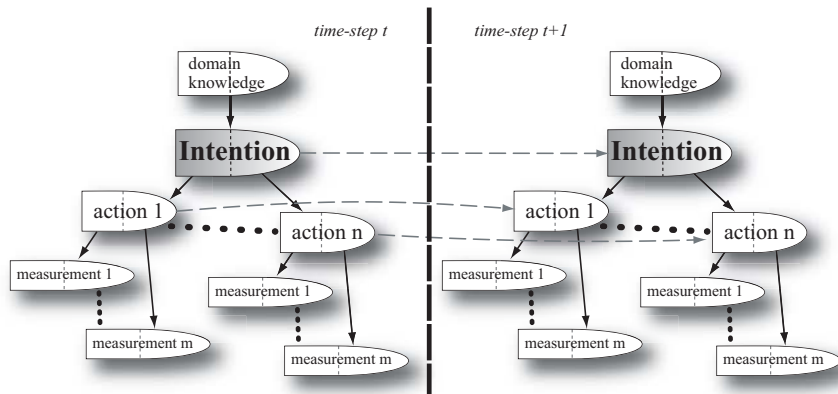 time-step t
time-step t+1
domain
knowledge
Intention
action 1
action n
measurement 1
measurement 1
measurement m
measurement m
domain
knowledge
Intention
action 1
action n
measurement 1
measurement 1
measurement m
measurement m